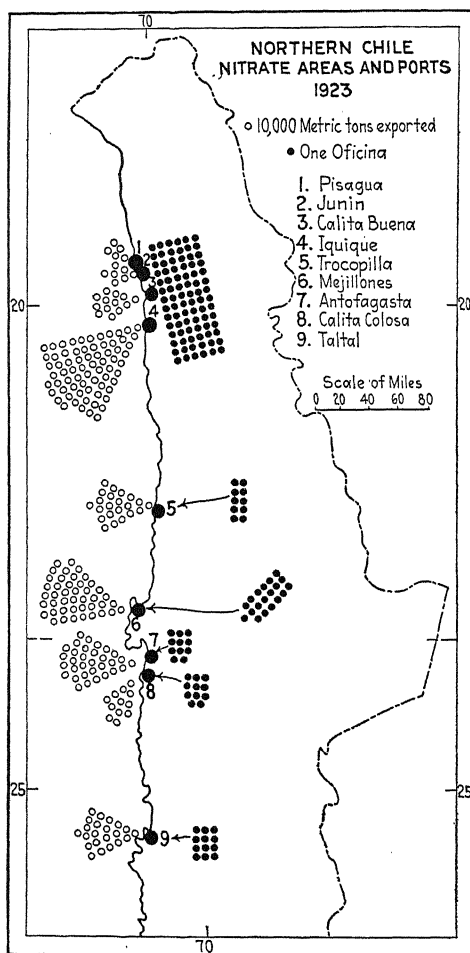 70
NORTHERN CHILE
NITRATE AREAS AND PORTS
1923
10,000 Metric tons exported
One Oficina
1. Pisagua
2. Junin
3. Calita Buena
4. Iquique
5. Trocopilla
6. Mejillones
7. Antofagasta
8. Calita Colosa
9. Taltal
Scale of Miles
0 20 40 60 80
1
2
3
4
20 20
5
6
7
8
25 25
9
70